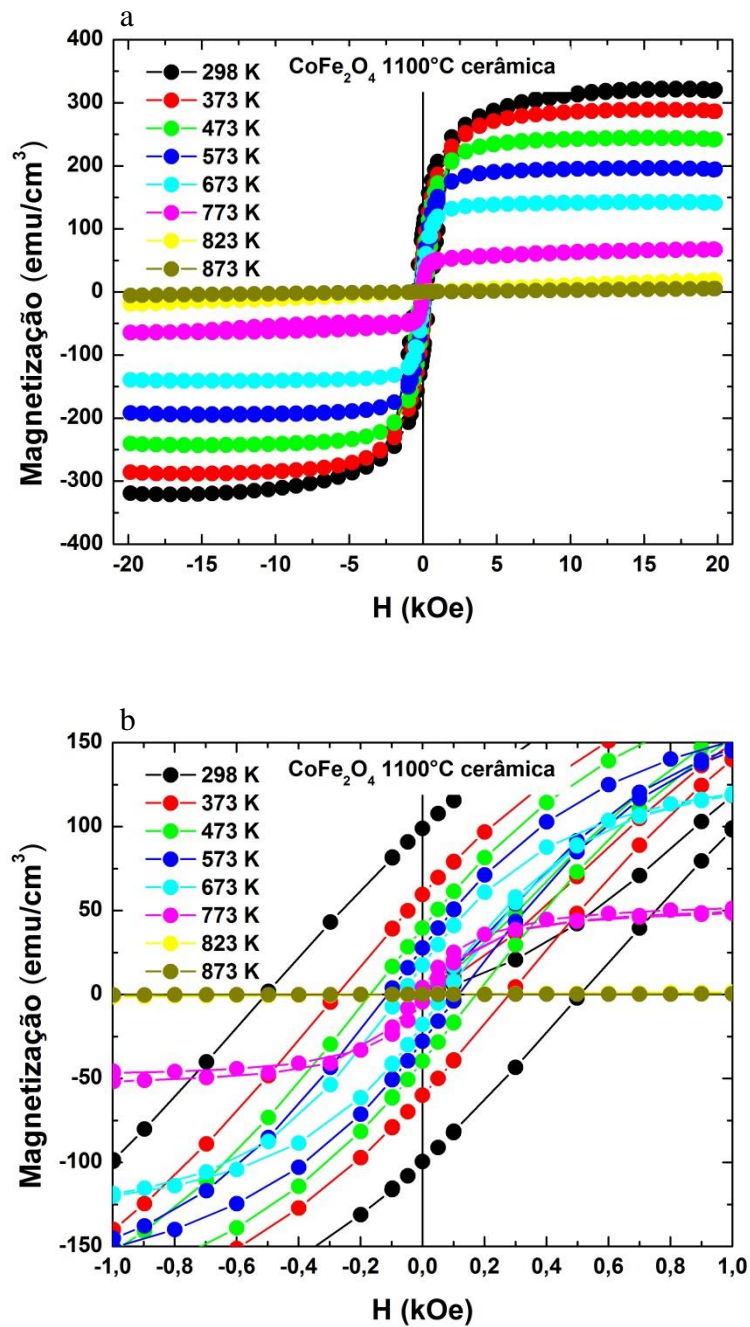 a
400
300
200
100
0
-100
-200
-300
-400
Magnetização (emu/cm³)
298 K
373 K
473 K
573 K
673 K
773 K
823 K
873 K
CoFe₂O₄ 1100°C cerâmica
-20 -15 -10 -5 0 5 10 15 20
H (kOe)
b
150
100
50
0
-50
-100
-150
Magnetização (emu/cm³)
298 K
373 K
473 K
573 K
673 K
773 K
823 K
873 K
CoFe₂O₄ 1100°C cerâmica
-1,0 -0,8 -0,6 -0,4 -0,2 0,0 0,2 0,4 0,6 0,8 1,0
H (kOe)